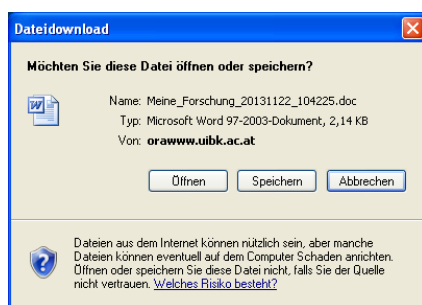 Dateidownload
Möchten Sie diese Datei öffnen oder speichern?
Name: Meine_Forschung_20131122_104225.doc
Typ: Microsoft Word 97-2003-Dokument, 2,14 KB
Von: orawww.uibk.ac.at
Öffnen Speichern Abbrechen
Dateien aus dem Internet können nützlich sein, aber manche
Dateien können eventuell auf dem Computer Schaden anrichten.
Öffnen oder speichern Sie diese Datei nicht, falls Sie der Quelle
nicht vertrauen. Welches Risiko besteht?